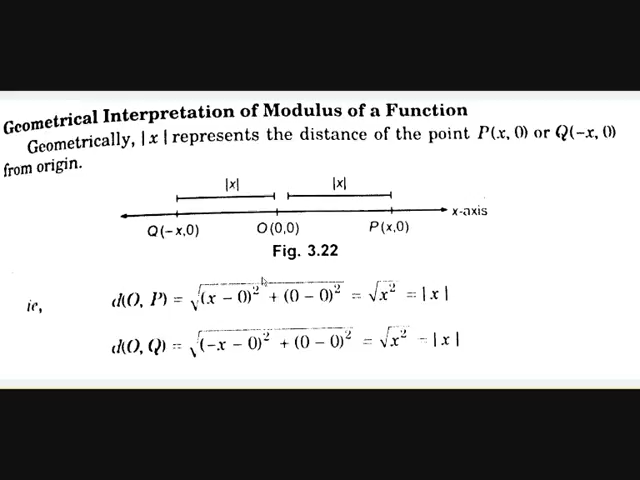 Geometrical Interpretation of Modulus of a Function
Geometrically, |x| represents the distance of the point P(x, 0) or Q(−x, 0)
from origin.
|x| |x|
x-axis
Q(−x,0) O(0,0) P(x,0)
Fig. 3.22
ie, d(O, P) = √(x − 0)² + (0 − 0)² = √x² = |x|
d(O, Q) = √(−x − 0)² + (0 − 0)² = √x² = |x|